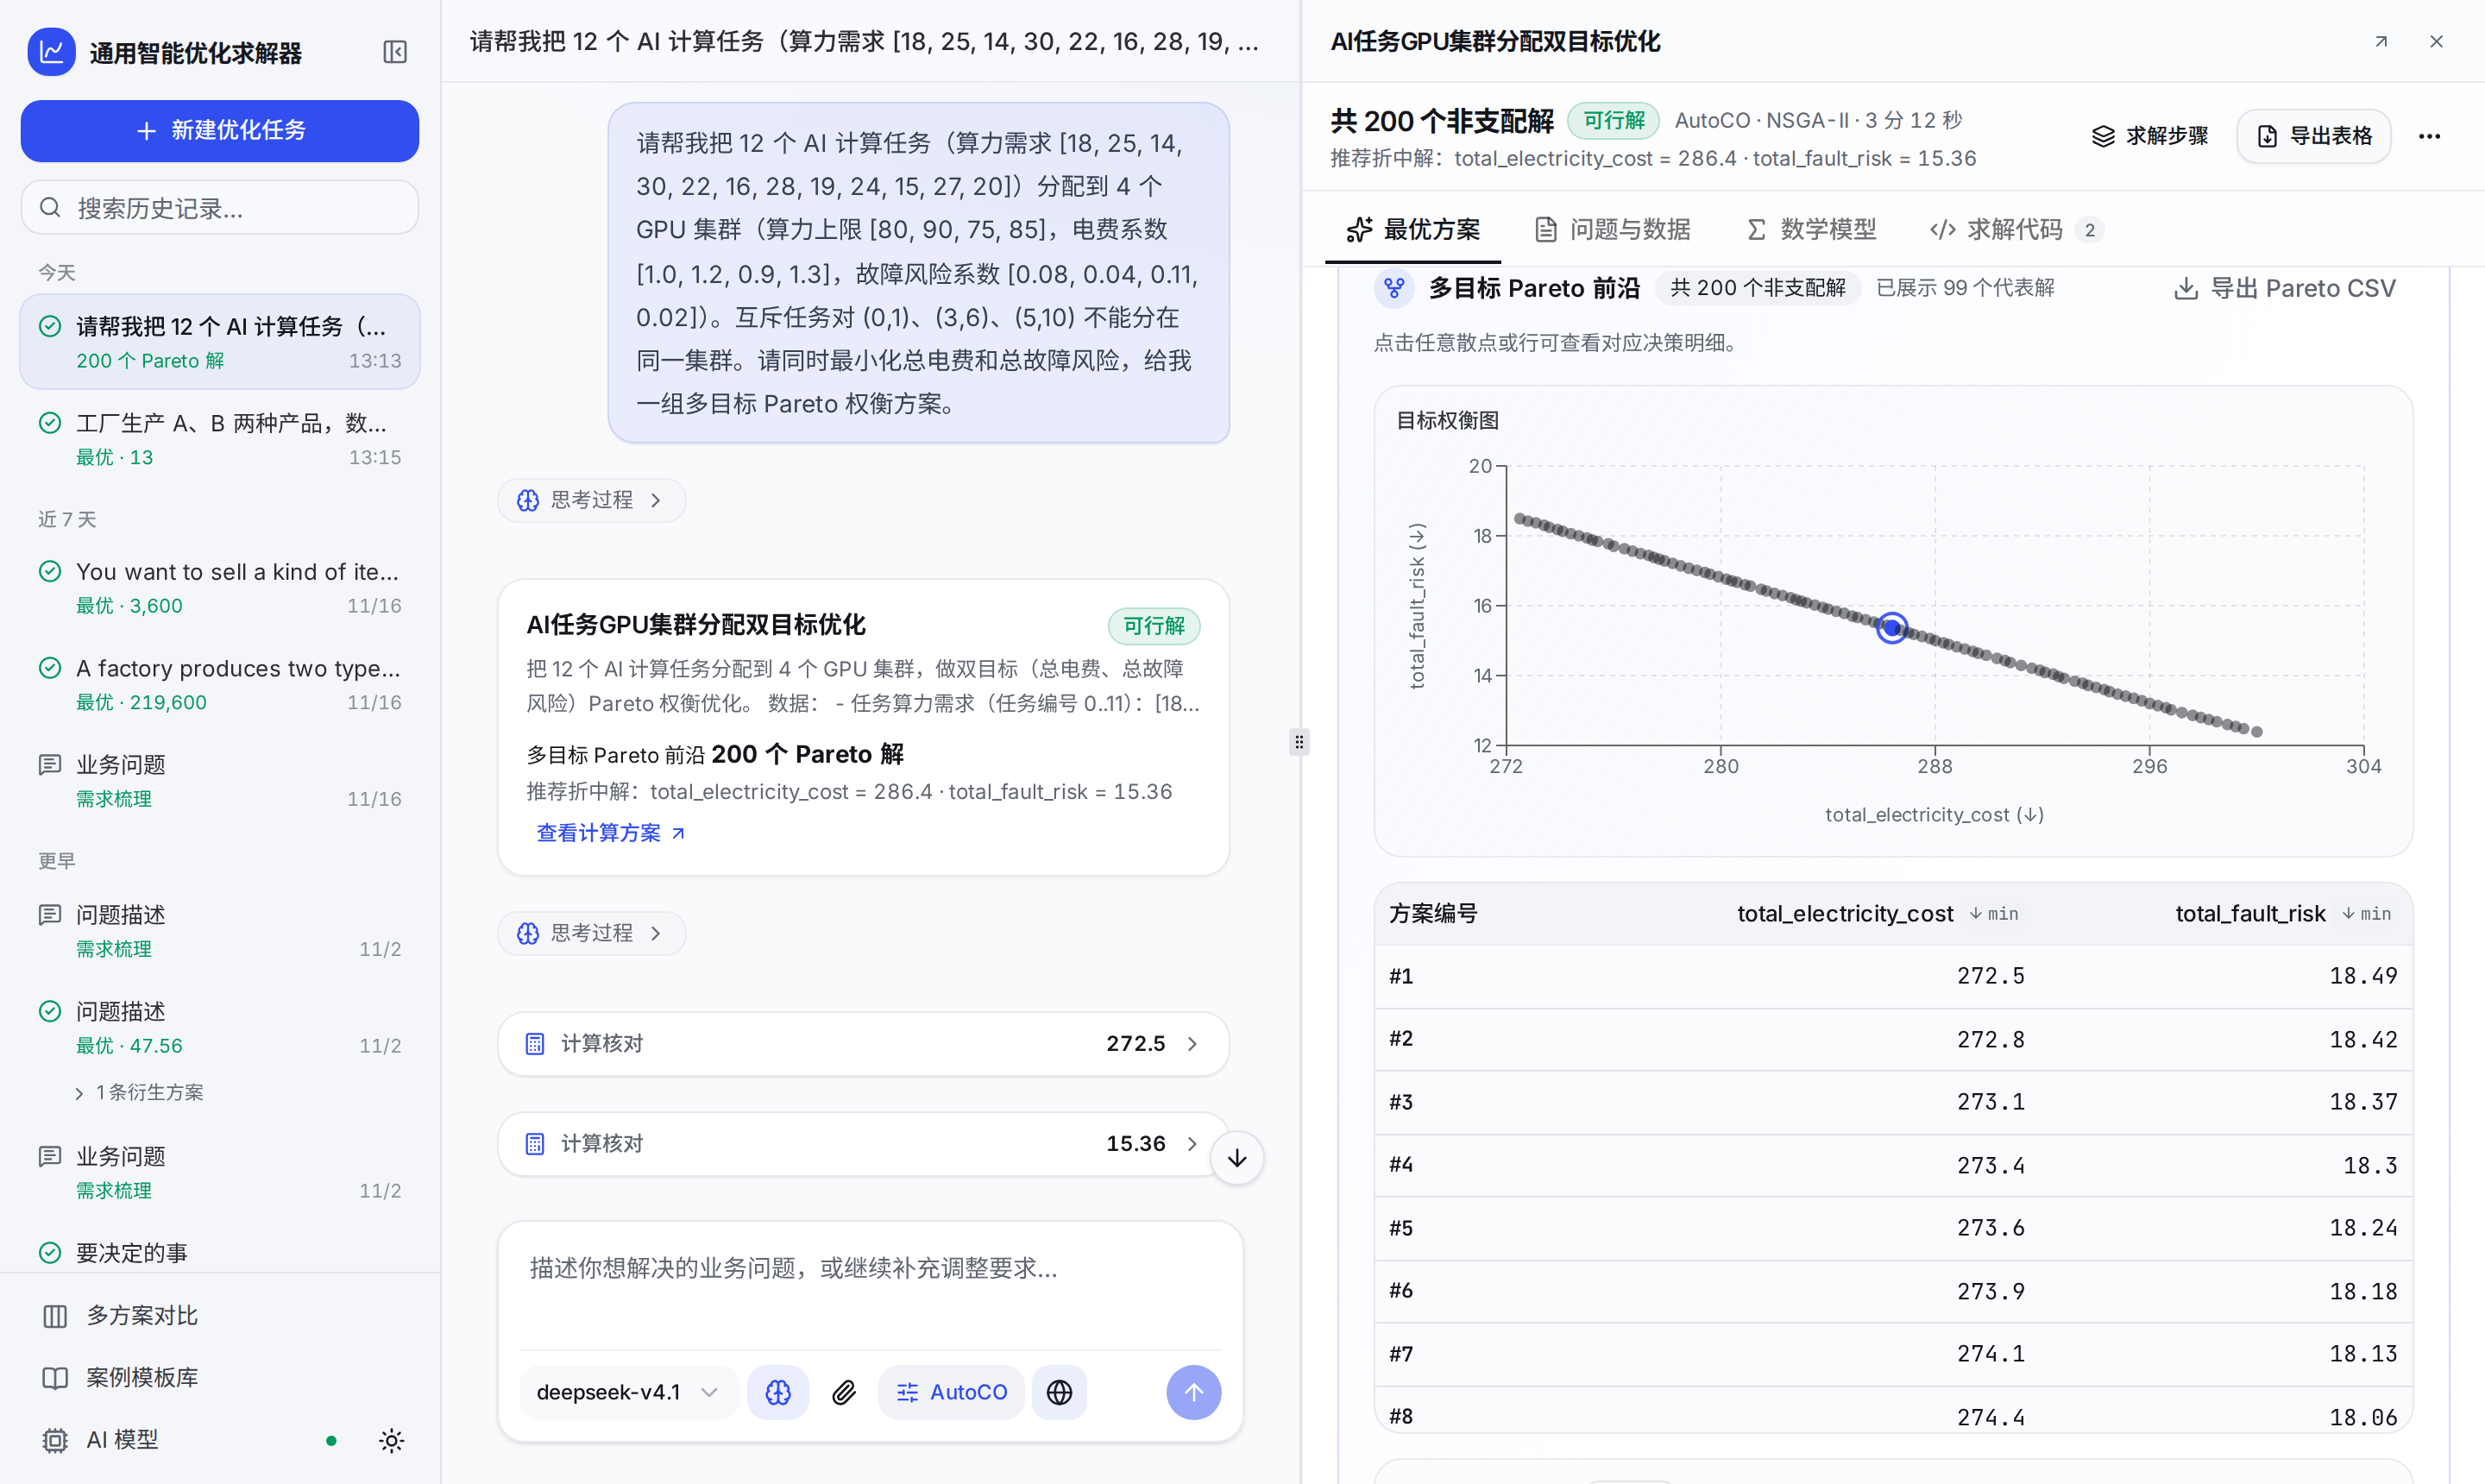 通用智能优化求解器
新建优化任务
搜索历史记录...
今天
请帮我把 12 个 AI 计算任务（...
200 个 Pareto 解 13:13
工厂生产 A、B 两种产品，数...
最优 · 13 13:15
近 7 天
You want to sell a kind of ite...
最优 · 3,600 11/16
A factory produces two type...
最优 · 219,600 11/16
业务问题
需求梳理 11/16
更早
问题描述
需求梳理 11/2
问题描述
最优 · 47.56 11/2
1 条衍生方案
业务问题
需求梳理 11/2
要决定的事
多方案对比
案例模板库
AI 模型
请帮我把 12 个 AI 计算任务（算力需求 [18, 25, 14, 30, 22, 16, 28, 19, ...
请帮我把 12 个 AI 计算任务（算力需求 [18, 25, 14,
30, 22, 16, 28, 19, 24, 15, 27, 20]）分配到 4 个
GPU 集群（算力上限 [80, 90, 75, 85]，电费系数
[1.0, 1.2, 0.9, 1.3]，故障风险系数 [0.08, 0.04, 0.11,
0.02]）。互斥任务对 (0,1)、(3,6)、(5,10) 不能分在
同一集群。请同时最小化总电费和总故障风险，给我
一组多目标 Pareto 权衡方案。
思考过程
AI任务GPU集群分配双目标优化 可行解
把 12 个 AI 计算任务分配到 4 个 GPU 集群，做双目标（总电费、总故障
风险）Pareto 权衡优化。 数据： - 任务算力需求（任务编号 0..11）：[18...
多目标 Pareto 前沿 200 个 Pareto 解
推荐折中解：total_electricity_cost = 286.4 · total_fault_risk = 15.36
查看计算方案
思考过程
计算核对 272.5
计算核对 15.36
描述你想解决的业务问题，或继续补充调整要求...
deepseek-v4.1 AutoCO
AI任务GPU集群分配双目标优化
共 200 个非支配解 可行解 AutoCO · NSGA-II · 3 分 12 秒
推荐折中解：total_electricity_cost = 286.4 · total_fault_risk = 15.36
求解步骤 导出表格
最优方案 问题与数据 数学模型 求解代码 2
多目标 Pareto 前沿 共 200 个非支配解 已展示 99 个代表解 导出 Pareto CSV
点击任意散点或行可查看对应决策明细。
目标权衡图
20
18
16
14
12
total_fault_risk (↓)
272 280 288 296 304
total_electricity_cost (↓)
方案编号 total_electricity_cost ↓ min total_fault_risk ↓ min
#1 272.5 18.49
#2 272.8 18.42
#3 273.1 18.37
#4 273.4 18.3
#5 273.6 18.24
#6 273.9 18.18
#7 274.1 18.13
#8 274.4 18.06